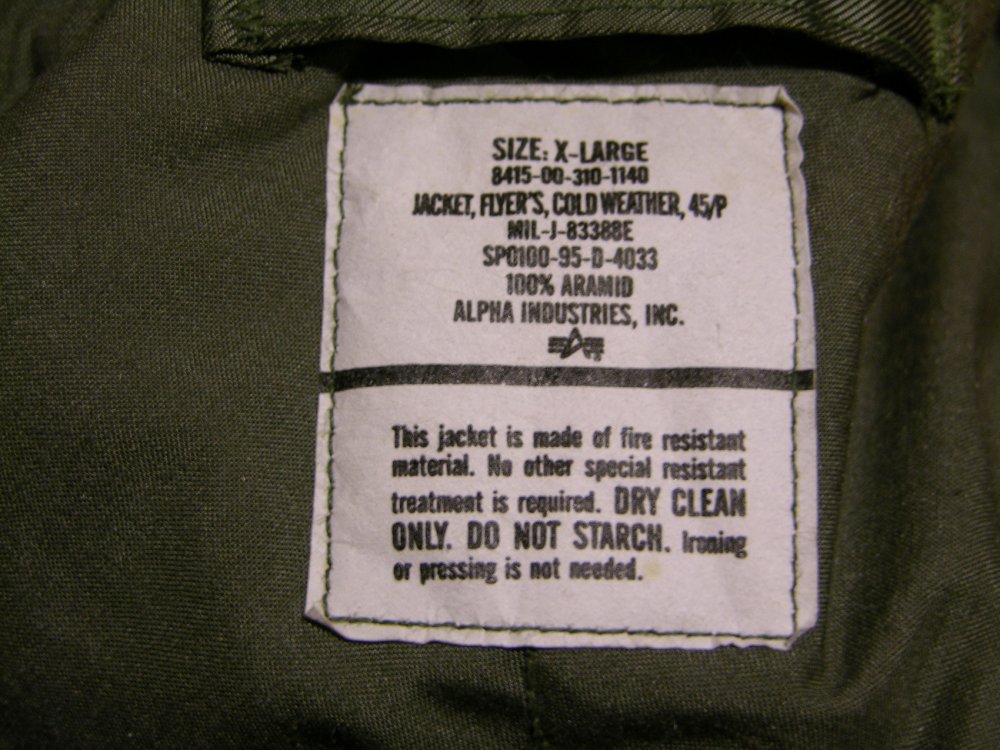 SIZE: X-LARGE
8415-00-310-1140
JACKET, FLYER'S, COLD WEATHER, 45/P
MIL-J-83388E
SP0100-95-D-4033
100% ARAMID
ALPHA INDUSTRIES, INC.
This jacket is made of fire resistant
material. No other special resistant
treatment is required. DRY CLEAN
ONLY. DO NOT STARCH. Ironing
or pressing is not needed.